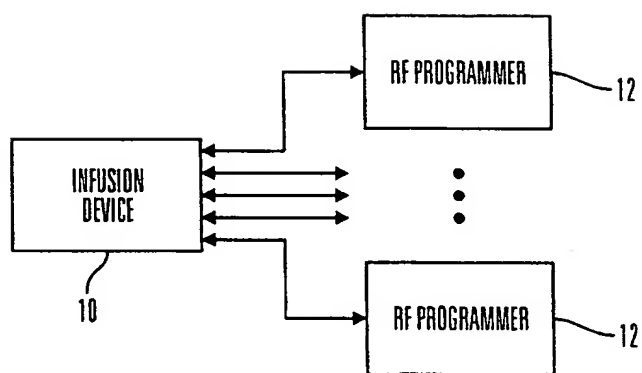 RF PROGRAMMER
12
INFUSION
DEVICE
10
RF PROGRAMMER
12